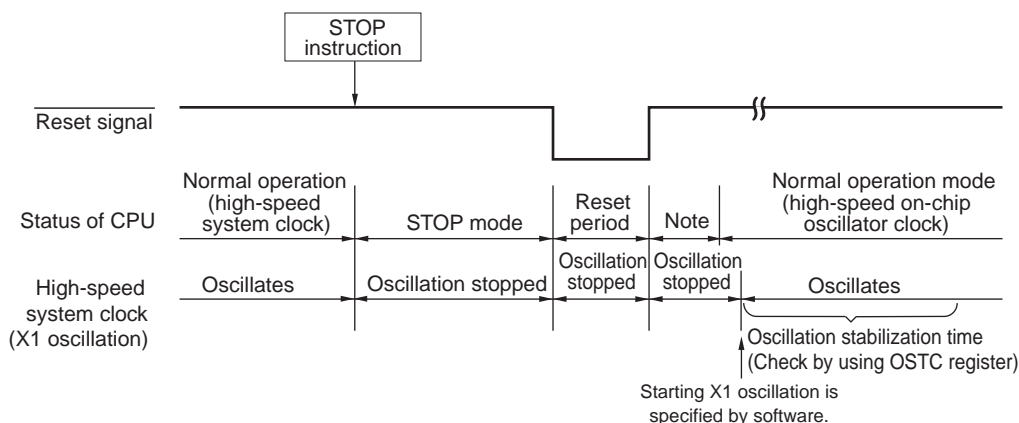 STOP
instruction
Reset signal
Status of CPU
Normal operation
(high-speed
system clock)
STOP mode
Reset
period
Note
Normal operation mode
(high-speed on-chip
oscillator clock)
High-speed
system clock
(X1 oscillation)
Oscillates
Oscillation stopped
Oscillation
stopped
Oscillation
stopped
Oscillates
Oscillation stabilization time
(Check by using OSTC register)
Starting X1 oscillation is
specified by software.